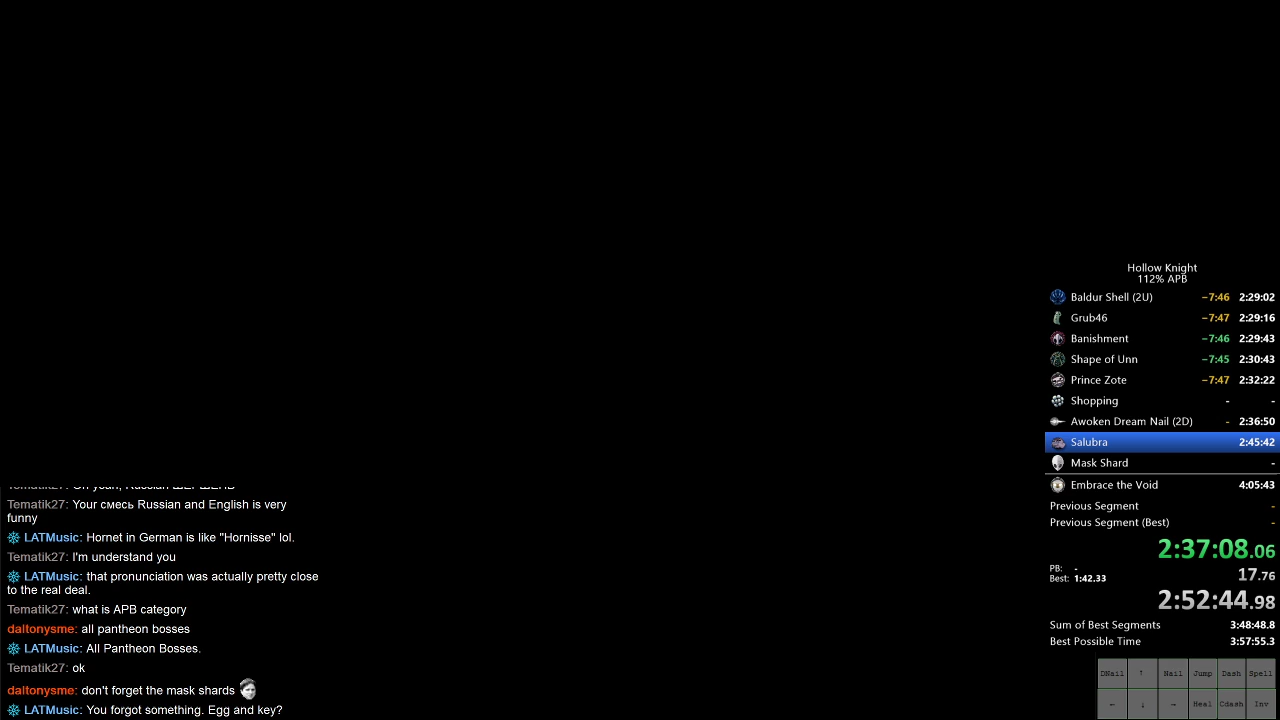 Hollow Knight
112% APB
Baldur Shell (2U) −7:46 2:29:02
Grub46 −7:47 2:29:16
Banishment −7:46 2:29:43
Shape of Unn −7:45 2:30:43
Prince Zote −7:47 2:32:22
Shopping - -
Awoken Dream Nail (2D) - 2:36:50
Salubra 2:45:42
Mask Shard -
Embrace the Void 4:05:43
Previous Segment -
Previous Segment (Best) -
2:37:08.06
PB: -
Best: 1:42.33
17.76
2:52:44.98
Sum of Best Segments 3:48:48.8
Best Possible Time 3:57:55.3
DNail ↑ Nail Jump Dash Spell
← ↓ → Heal Cdash Inv
Tematik27: Your смесь Russian and English is very
funny
LATMusic: Hornet in German is like "Hornisse" lol.
Tematik27: I'm understand you
LATMusic: that pronunciation was actually pretty close
to the real deal.
Tematik27: what is APB category
daltonysme: all pantheon bosses
LATMusic: All Pantheon Bosses.
Tematik27: ok
daltonysme: don't forget the mask shards
LATMusic: You forgot something. Egg and key?